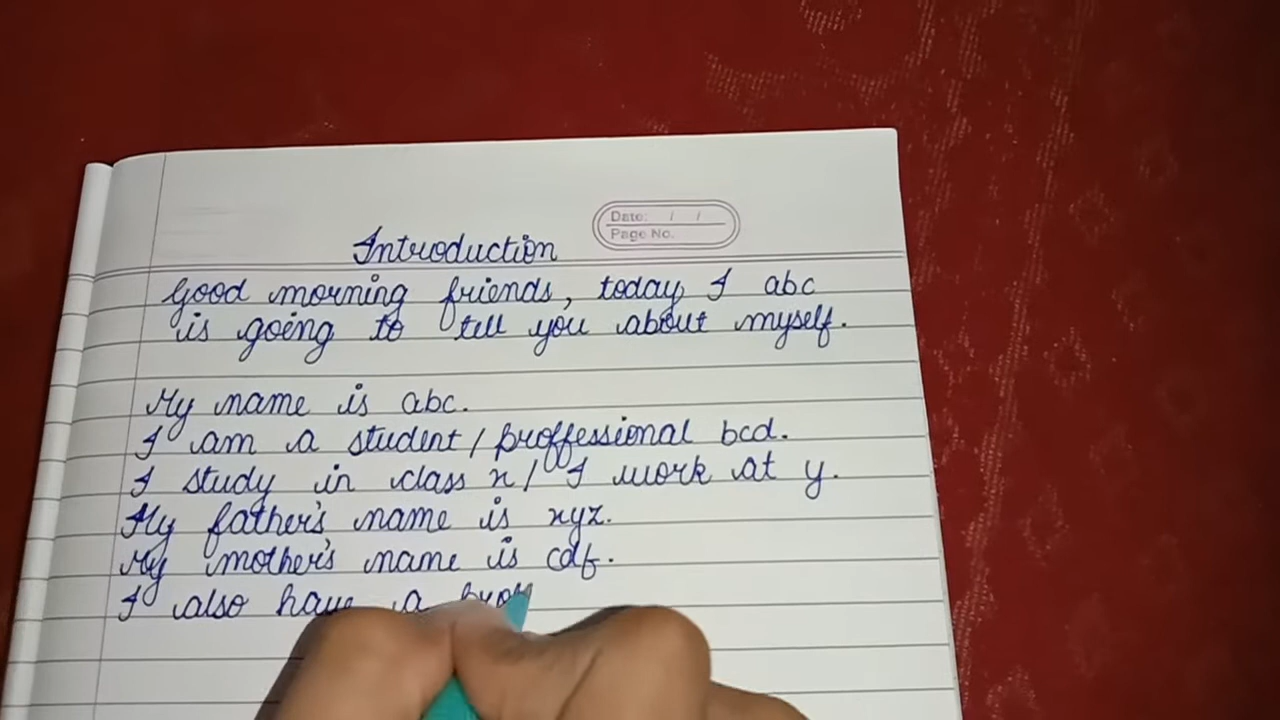 Date: / /
Page No.
Introduction
Good morning friends, today I abc
is going to tell you about myself.
My name is abc.
I am a student / proffessional bcd.
I study in class x / I work at y.
My father's name is xyz.
My mother's name is cdf.
I also have a